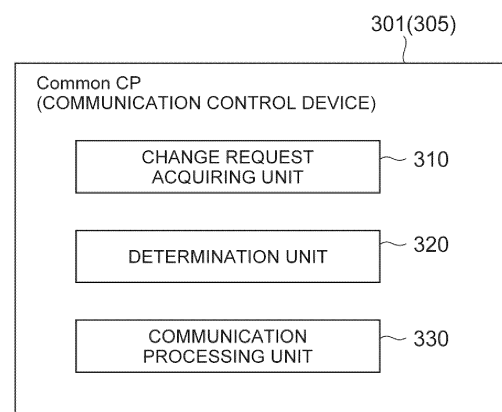 301(305)
Common CP
(COMMUNICATION CONTROL DEVICE)
CHANGE REQUEST
ACQUIRING UNIT
310
DETERMINATION UNIT
320
COMMUNICATION
PROCESSING UNIT
330